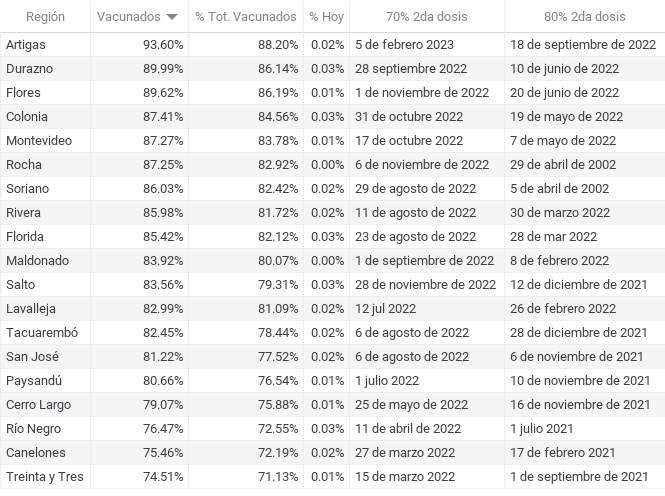 Región Vacunados % Tot. Vacunados % Hoy 70% 2da dosis 80% 2da dosis
Artigas 93.60% 88.20% 0.02% 5 de febrero 2023 18 de septiembre de 2022
Durazno 89.99% 86.14% 0.03% 28 septiembre 2022 10 de junio de 2022
Flores 89.62% 86.19% 0.01% 1 de noviembre de 2022 20 de junio de 2022
Colonia 87.41% 84.56% 0.03% 31 de octubre 2022 19 de mayo de 2022
Montevideo 87.27% 83.78% 0.01% 17 de octubre 2022 7 de mayo de 2022
Rocha 87.25% 82.92% 0.00% 6 de noviembre de 2022 29 de abril de 2002
Soriano 86.03% 82.42% 0.02% 29 de agosto de 2022 5 de abril de 2002
Rivera 85.98% 81.72% 0.02% 11 de agosto de 2022 30 de marzo 2022
Florida 85.42% 82.12% 0.03% 23 de agosto de 2022 28 de mar 2022
Maldonado 83.92% 80.07% 0.00% 1 de septiembre de 2022 8 de febrero 2022
Salto 83.56% 79.31% 0.03% 28 de noviembre de 2022 12 de diciembre de 2021
Lavalleja 82.99% 81.09% 0.02% 12 jul 2022 26 de febrero 2022
Tacuarembó 82.45% 78.44% 0.02% 6 de agosto de 2022 28 de diciembre de 2021
San José 81.22% 77.52% 0.02% 6 de agosto de 2022 6 de noviembre de 2021
Paysandú 80.66% 76.54% 0.01% 1 julio 2022 10 de noviembre de 2021
Cerro Largo 79.07% 75.88% 0.01% 25 de mayo de 2022 16 de noviembre de 2021
Río Negro 76.47% 72.55% 0.03% 11 de abril de 2022 1 julio 2021
Canelones 75.46% 72.19% 0.02% 27 de marzo 2022 17 de febrero 2021
Treinta y Tres 74.51% 71.13% 0.01% 15 de marzo 2022 1 de septiembre de 2021